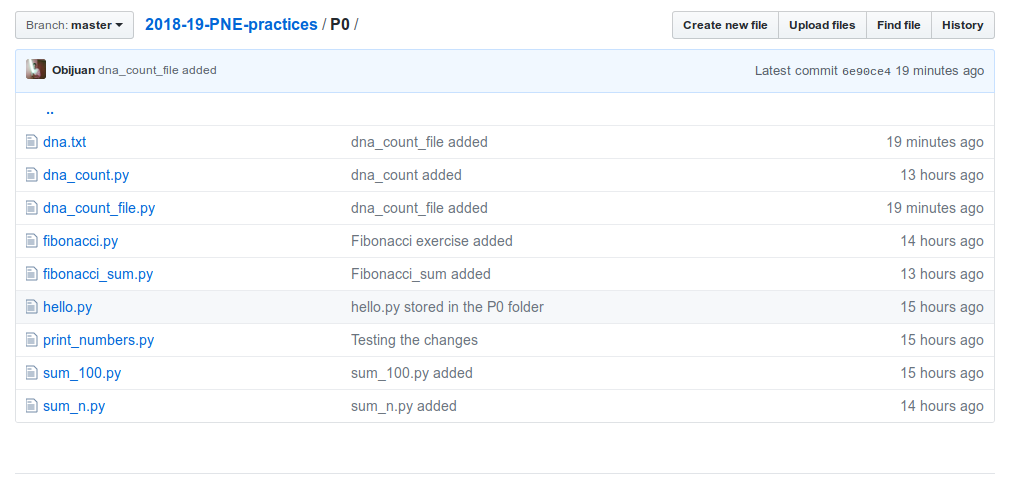 Branch: master 2018-19-PNE-practices / P0 / Create new file Upload files Find file History
Obijuan dna_count_file added Latest commit 6e90ce4 19 minutes ago
..
dna.txt dna_count_file added 19 minutes ago
dna_count.py dna_count added 13 hours ago
dna_count_file.py dna_count_file added 19 minutes ago
fibonacci.py Fibonacci exercise added 14 hours ago
fibonacci_sum.py Fibonacci_sum added 13 hours ago
hello.py hello.py stored in the P0 folder 15 hours ago
print_numbers.py Testing the changes 15 hours ago
sum_100.py sum_100.py added 15 hours ago
sum_n.py sum_n.py added 14 hours ago